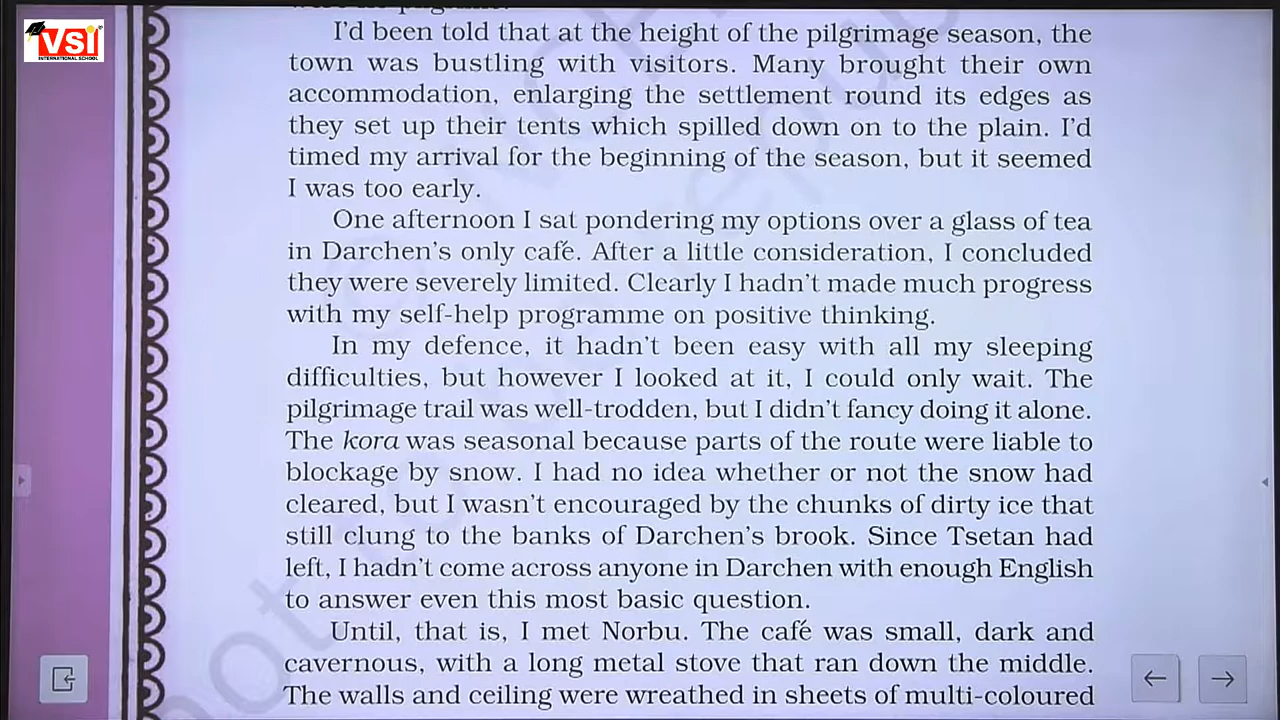 VSI
INTERNATIONAL SCHOOL
I'd been told that at the height of the pilgrimage season, the
town was bustling with visitors. Many brought their own
accommodation, enlarging the settlement round its edges as
they set up their tents which spilled down on to the plain. I'd
timed my arrival for the beginning of the season, but it seemed
I was too early.
One afternoon I sat pondering my options over a glass of tea
in Darchen's only café. After a little consideration, I concluded
they were severely limited. Clearly I hadn't made much progress
with my self-help programme on positive thinking.
In my defence, it hadn't been easy with all my sleeping
difficulties, but however I looked at it, I could only wait. The
pilgrimage trail was well-trodden, but I didn't fancy doing it alone.
The kora was seasonal because parts of the route were liable to
blockage by snow. I had no idea whether or not the snow had
cleared, but I wasn't encouraged by the chunks of dirty ice that
still clung to the banks of Darchen's brook. Since Tsetan had
left, I hadn't come across anyone in Darchen with enough English
to answer even this most basic question.
Until, that is, I met Norbu. The café was small, dark and
cavernous, with a long metal stove that ran down the middle.
The walls and ceiling were wreathed in sheets of multi-coloured